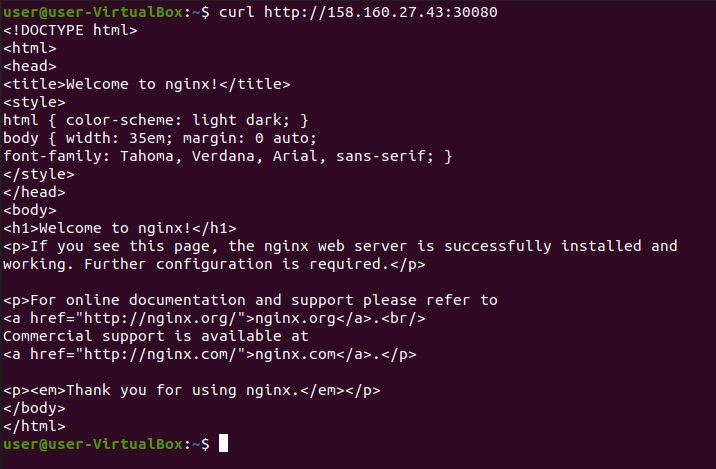 user@user-VirtualBox:~$ curl http://158.160.27.43:30080
<!DOCTYPE html>
<html>
<head>
<title>Welcome to nginx!</title>
<style>
html { color-scheme: light dark; }
body { width: 35em; margin: 0 auto;
font-family: Tahoma, Verdana, Arial, sans-serif; }
</style>
</head>
<body>
<h1>Welcome to nginx!</h1>
<p>If you see this page, the nginx web server is successfully installed and
working. Further configuration is required.</p>

<p>For online documentation and support please refer to
<a href="http://nginx.org/">nginx.org</a>.<br/>
Commercial support is available at
<a href="http://nginx.com/">nginx.com</a>.</p>

<p><em>Thank you for using nginx.</em></p>
</body>
</html>
user@user-VirtualBox:~$